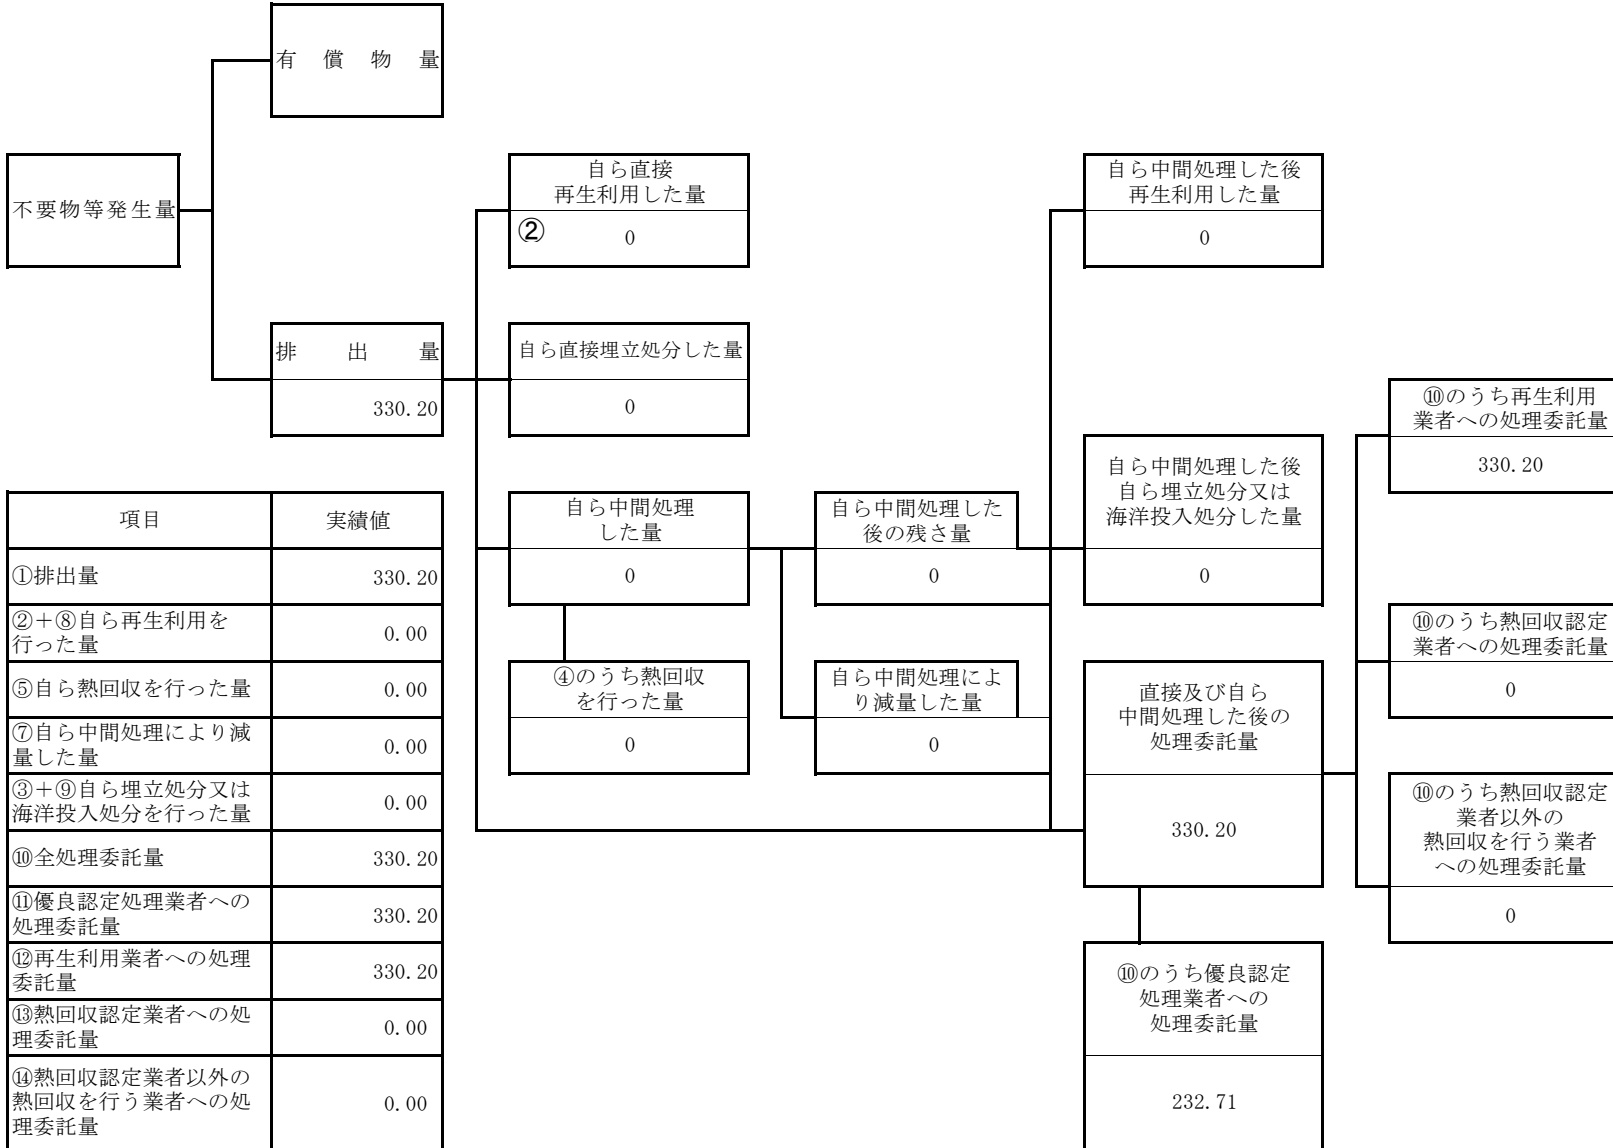 有償物量
不要物等発生量
排出量
330.20
自ら直接
再生利用した量
② 0
自ら直接埋立処分した量
0
自ら中間処理
した量
0
④のうち熱回収
を行った量
0
自ら中間処理した
後の残さ量
0
自ら中間処理によ
り減量した量
0
自ら中間処理した後
再生利用した量
0
自ら中間処理した後
自ら埋立処分又は
海洋投入処分した量
0
直接及び自ら
中間処理した後の
処理委託量
330.20
⑩のうち優良認定
処理業者への
処理委託量
232.71
⑩のうち再生利用
業者への処理委託量
330.20
⑩のうち熱回収認定
業者への処理委託量
0
⑩のうち熱回収認定
業者以外の
熱回収を行う業者
への処理委託量
0
項目 実績値
①排出量 330.20
②+⑧自ら再生利用を
行った量 0.00
⑤自ら熱回収を行った量 0.00
⑦自ら中間処理により減
量した量 0.00
③+⑨自ら埋立処分又は
海洋投入処分を行った量 0.00
⑩全処理委託量 330.20
⑪優良認定処理業者への
処理委託量 330.20
⑫再生利用業者への処理
委託量 330.20
⑬熱回収認定業者への処
理委託量 0.00
⑭熱回収認定業者以外の
熱回収を行う業者への処
理委託量 0.00